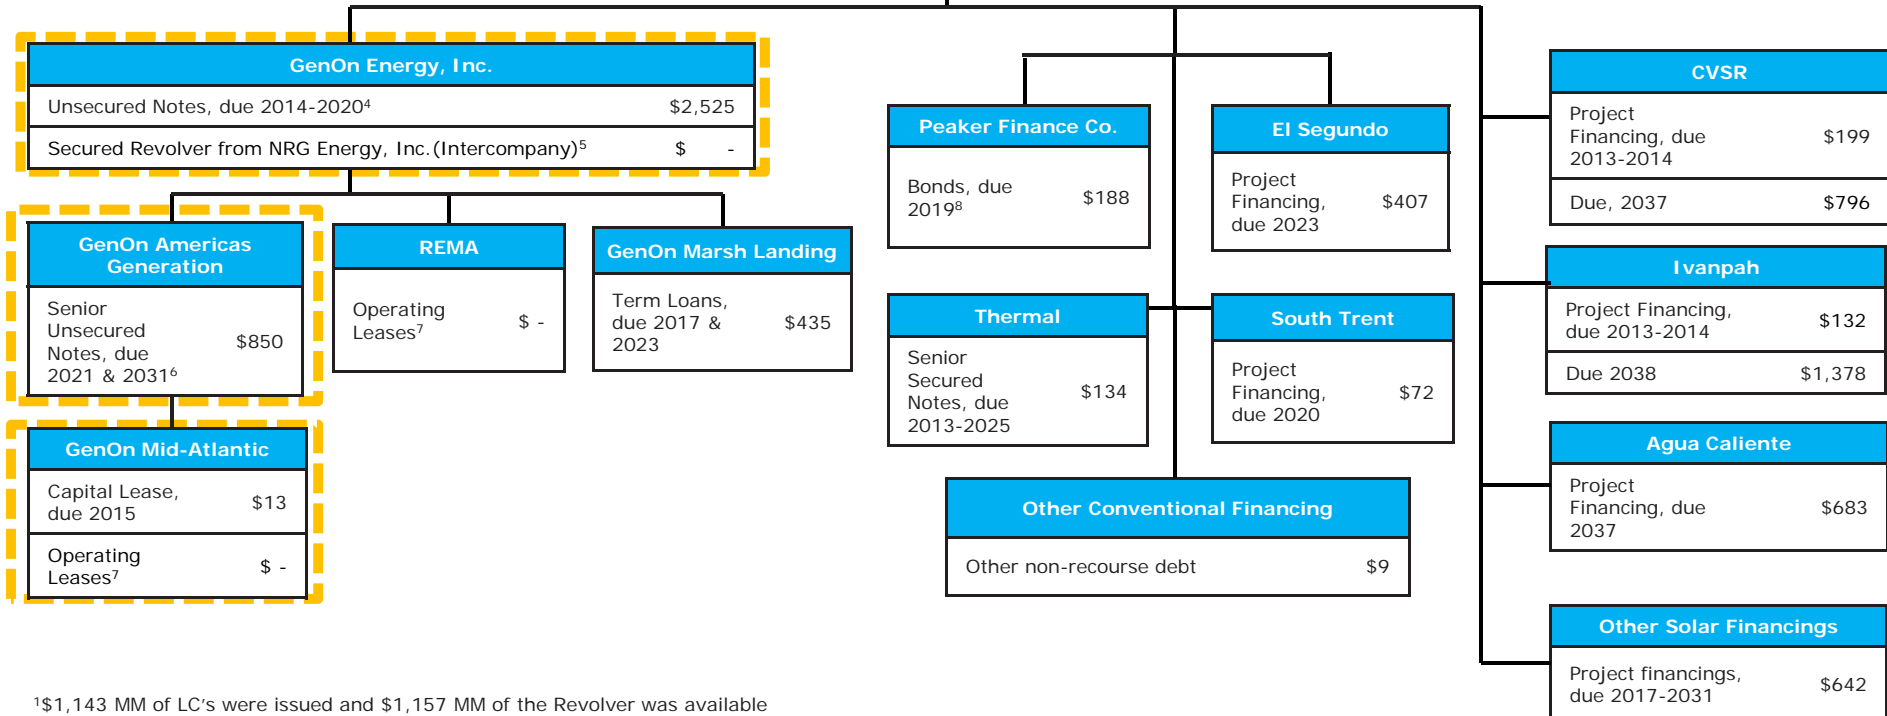 GenOn Energy, Inc.
Unsecured Notes, due 2014-2020⁴ $2,525
Secured Revolver from NRG Energy, Inc.(Intercompany)⁵ $ -
GenOn Americas
Generation
Senior
Unsecured
Notes, due
2021 & 2031⁶
$850
REMA
Operating
Leases⁷
$ -
GenOn Marsh Landing
Term Loans,
due 2017 &
2023
$435
GenOn Mid-Atlantic
Capital Lease,
due 2015
$13
Operating
Leases⁷
$ -
Peaker Finance Co.
Bonds, due
2019⁸
$188
El Segundo
Project
Financing,
due 2023
$407
Thermal
Senior
Secured
Notes, due
2013-2025
$134
South Trent
Project
Financing,
due 2020
$72
Other Conventional Financing
Other non-recourse debt $9
CVSR
Project
Financing, due
2013-2014
$199
Due, 2037 $796
Ivanpah
Project Financing,
due 2013-2014
$132
Due 2038 $1,378
Agua Caliente
Project
Financing, due
2037
$683
Other Solar Financings
Project financings,
due 2017-2031
$642
¹$1,143 MM of LC's were issued and $1,157 MM of the Revolver was available